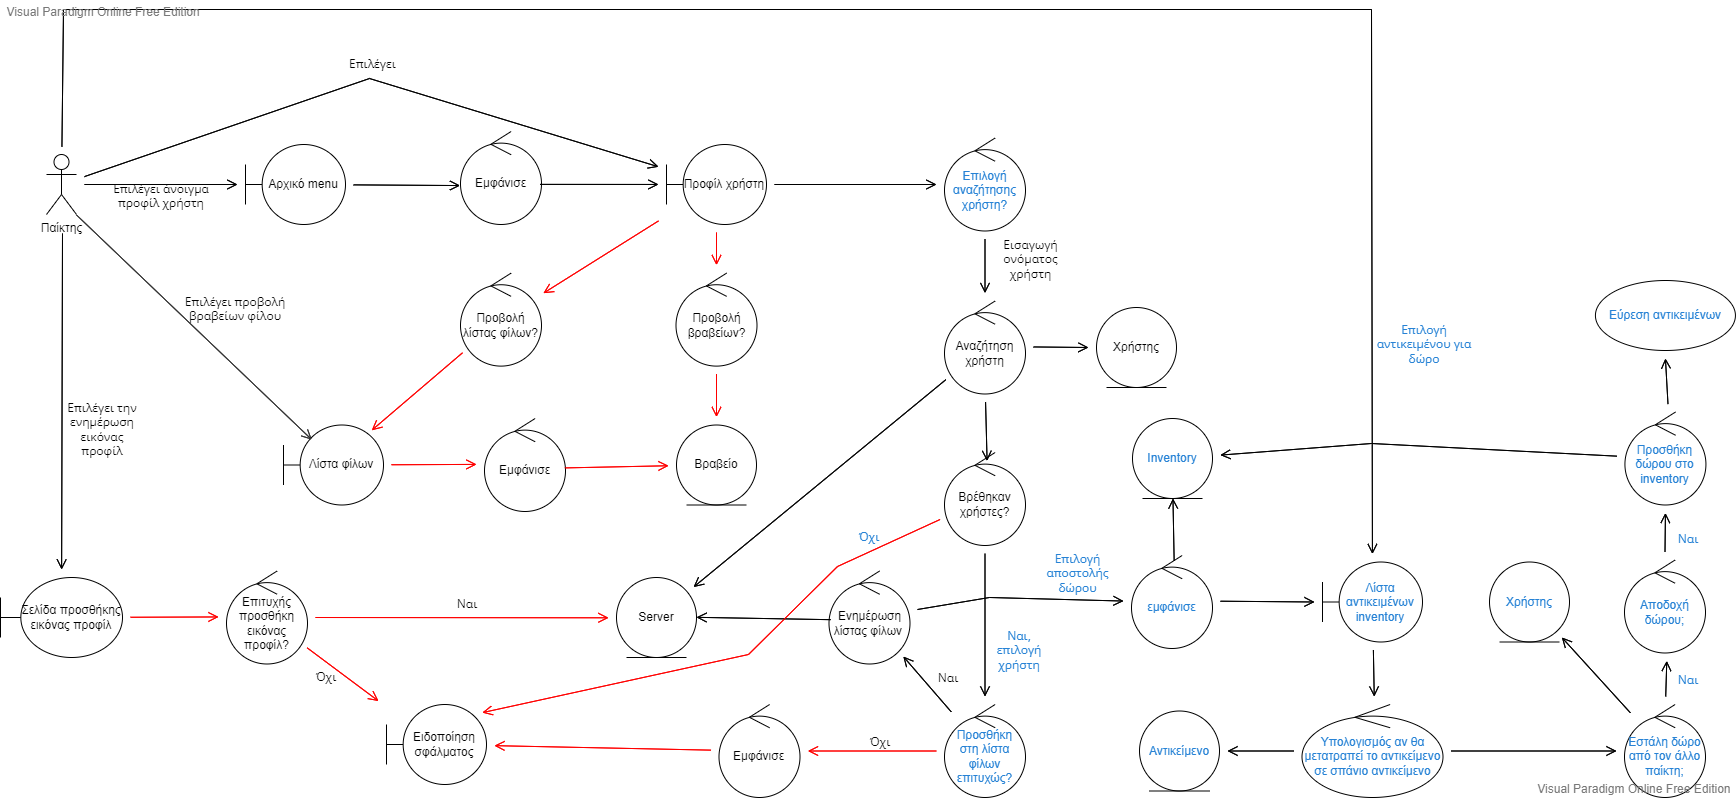 Visual Paradigm Online Free Edition
Επιλέγει
Παίκτης
Επιλέγει άνοιγμα
προφίλ χρήστη
Αρχικό menu
Εμφάνισε
Προφίλ χρήστη
Επιλογή
αναζήτησης
χρήστη?
Εισαγωγή
ονόματος
χρήστη
Επιλέγει προβολή
βραβείων φίλου
Προβολή
λίστας φίλων?
Προβολή
βραβείων?
Αναζήτηση
χρήστη
Χρήστης
Επιλογή
αντικειμένου για
δώρο
Εύρεση αντικειμένων
Επιλέγει την
ενημέρωση
εικόνας
προφίλ
Λίστα φίλων
Εμφάνισε
Βραβείο
Βρέθηκαν
χρήστες?
Inventory
Προσθήκη
δώρου στο
inventory
Όχι
Επιλογή
αποστολής
δώρου
Ναι
Σελίδα προσθήκης
εικόνας προφίλ
Επιτυχής
προσθήκη
εικόνας
προφίλ?
Ναι
Server
Ενημέρωση
λίστας φίλων
εμφάνισε
Λίστα
αντικειμένων
inventory
Χρήστης
Αποδοχή
δώρου;
Ναι,
επιλογή
χρήστη
Όχι
Ναι
Ναι
Ειδοποίηση
σφάλματος
Εμφάνισε
Όχι
Προσθήκη
στη λίστα
φίλων
επιτυχώς?
Αντικείμενο
Υπολογισμός αν θα
μετατραπεί το αντικείμενο
σε σπάνιο αντικείμενο
Εστάλη δώρο
από τον άλλο
παίκτη;
Visual Paradigm Online Free Edition